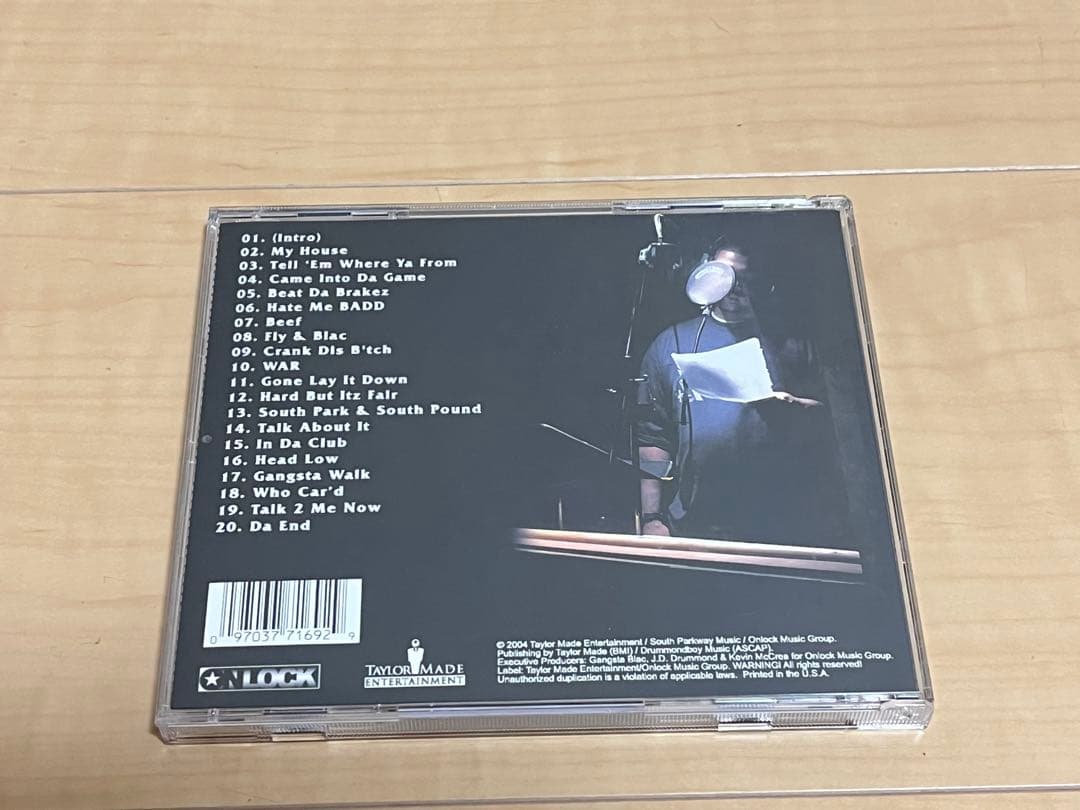 01. (Intro)
02. My House
03. Tell 'Em Where Ya From
04. Came Into Da Game
05. Beat Da Brakez
06. Hate Me BADD
07. Beef
08. Fly & Blac
09. Crank Dis B'tch
10. WAR
11. Gone Lay It Down
12. Hard But Itz Fair
13. South Park & South Pound
14. Talk About It
15. In Da Club
16. Head Low
17. Gangsta Walk
18. Who Car'd
19. Talk 2 Me Now
20. Da End
0 97037 71692 9
ONLOCK
TAYLOR MADE
ENTERTAINMENT
© 2004 Taylor Made Entertainment / South Parkway Music / Onlock Music Group.
Publishing by Taylor Made (BMI) / Drummondboy Music (ASCAP).
Executive Producers: Gangsta Blac, J.D. Drummond & Kevin McCrea for Onlock Music Group.
Label: Taylor Made Entertainment/Onlock Music Group. WARNING! All rights reserved!
Unauthorized duplication is a violation of applicable laws. Printed in the U.S.A.